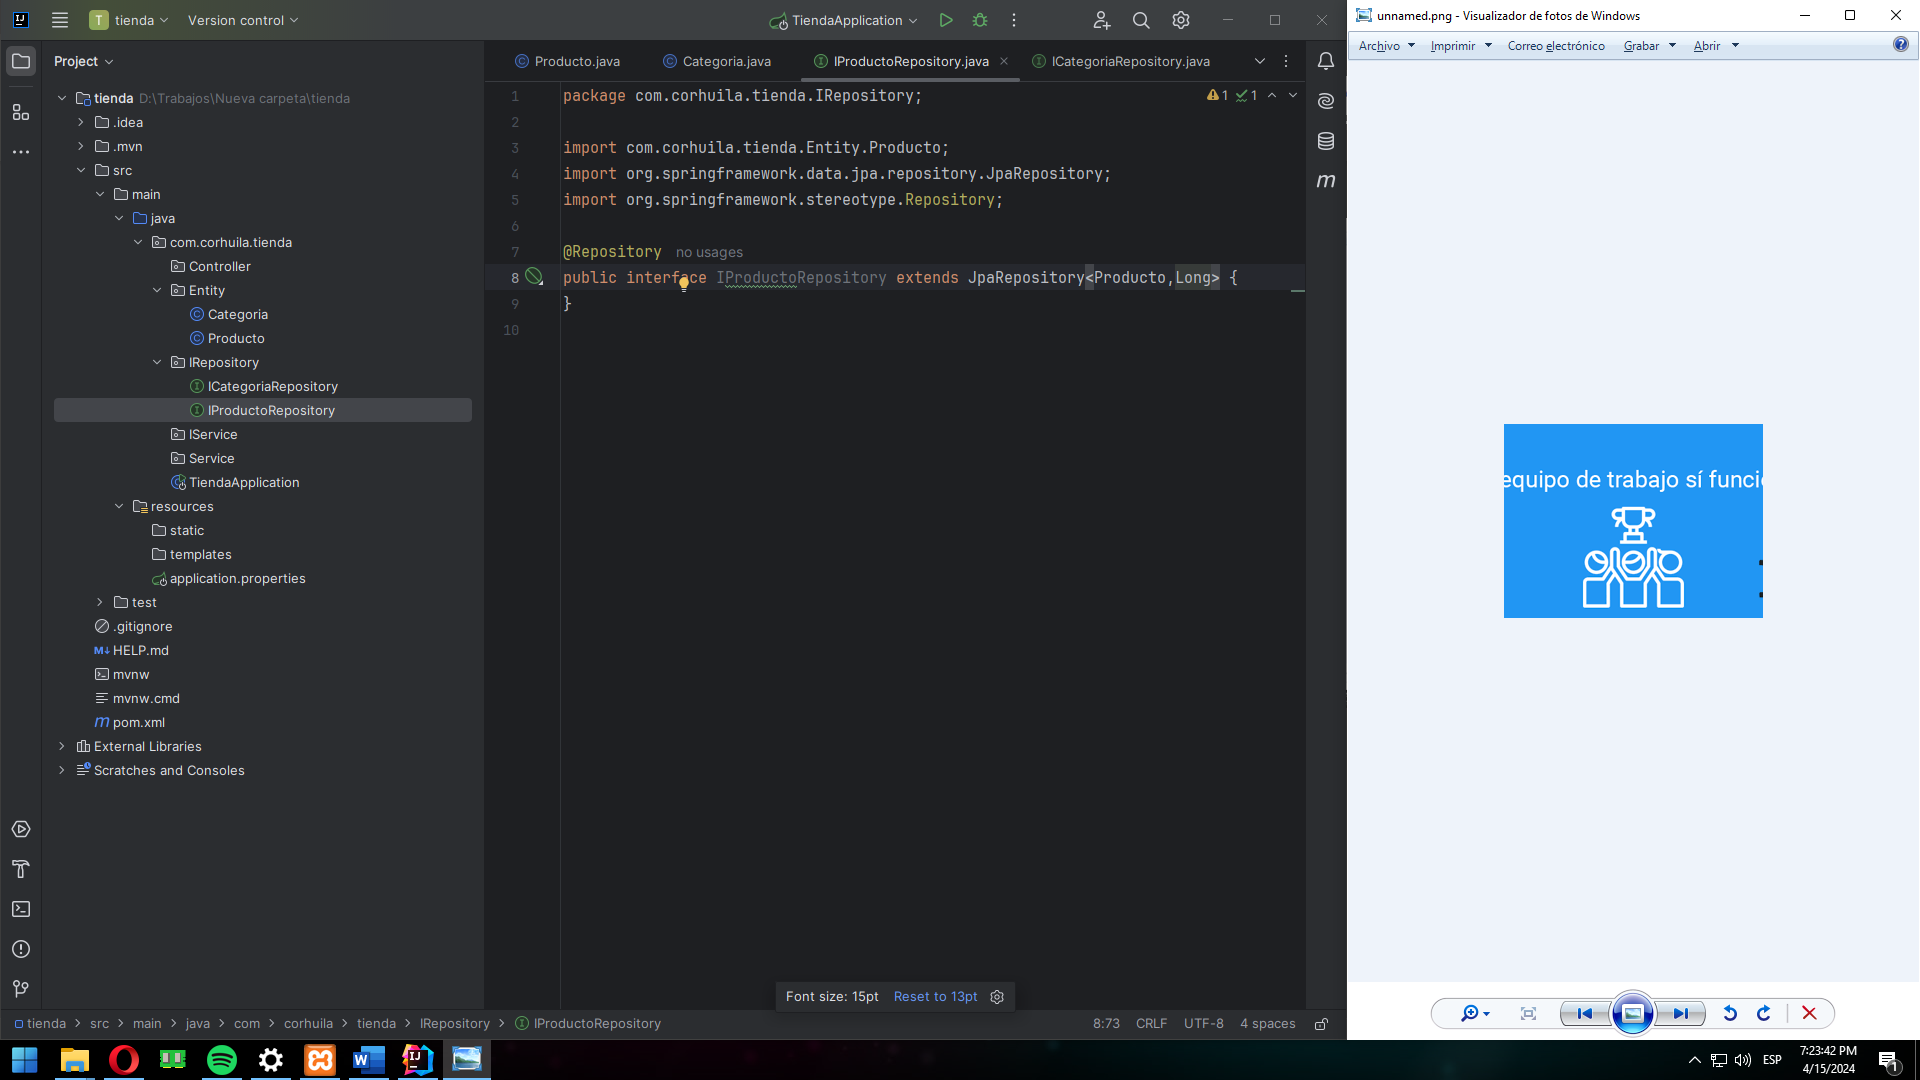 tienda
Version control
TiendaApplication
Project
tienda D:\Trabajos\Nueva carpeta\tienda
.idea
.mvn
src
main
java
com.corhuila.tienda
Controller
Entity
Categoria
Producto
IRepository
ICategoriaRepository
IProductoRepository
IService
Service
TiendaApplication
resources
static
templates
application.properties
test
.gitignore
HELP.md
mvnw
mvnw.cmd
pom.xml
External Libraries
Scratches and Consoles
Producto.java
Categoria.java
IProductoRepository.java
ICategoriaRepository.java
1 package com.corhuila.tienda.IRepository;
2
3 import com.corhuila.tienda.Entity.Producto;
4 import org.springframework.data.jpa.repository.JpaRepository;
5 import org.springframework.stereotype.Repository;
6
7 @Repository no usages
8 public interface IProductoRepository extends JpaRepository<Producto,Long> {
9 }
10
1 1
Font size: 15pt Reset to 13pt
tienda > src > main > java > com > corhuila > tienda > IRepository > IProductoRepository
8:73 CRLF UTF-8 4 spaces
unnamed.png - Visualizador de fotos de Windows
Archivo Imprimir Correo electrónico Grabar Abrir
equipo de trabajo sí funci
ESP
7:23:42 PM
4/15/2024
1